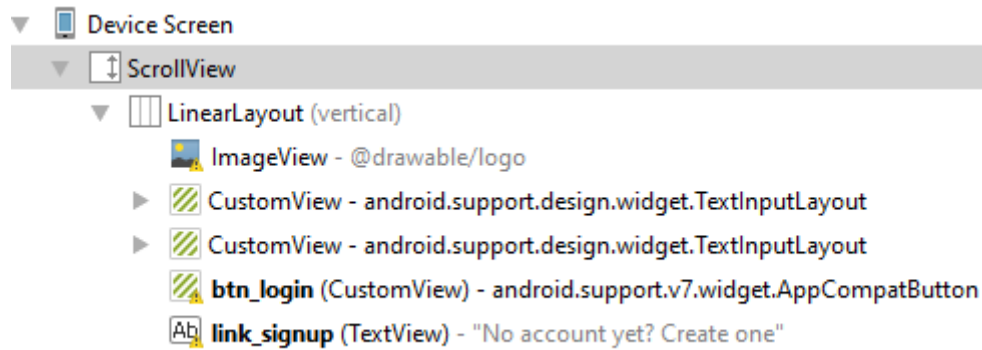 Device Screen
ScrollView
LinearLayout (vertical)
ImageView - @drawable/logo
CustomView - android.support.design.widget.TextInputLayout
CustomView - android.support.design.widget.TextInputLayout
btn_login (CustomView) - android.support.v7.widget.AppCompatButton
Ab link_signup (TextView) - "No account yet? Create one"